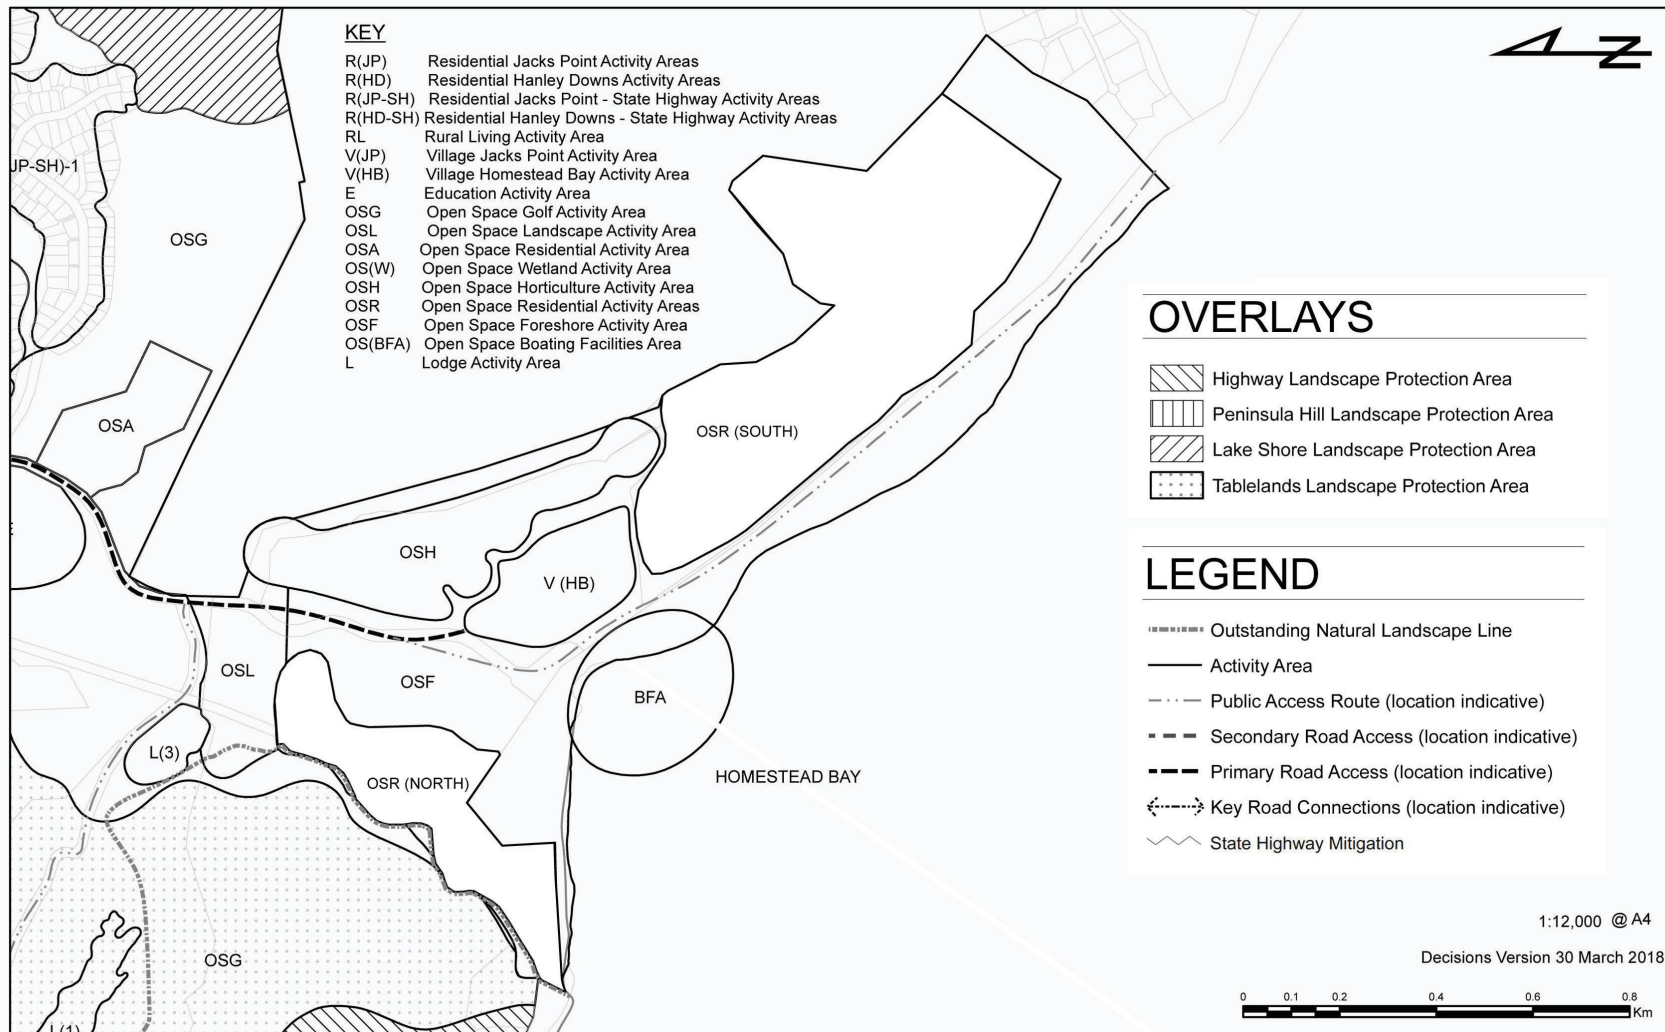 KEY
R(JP) Residential Jacks Point Activity Areas
R(HD) Residential Hanley Downs Activity Areas
R(JP-SH) Residential Jacks Point - State Highway Activity Areas
R(HD-SH) Residential Hanley Downs - State Highway Activity Areas
RL Rural Living Activity Area
V(JP) Village Jacks Point Activity Area
V(HB) Village Homestead Bay Activity Area
E Education Activity Area
OSG Open Space Golf Activity Area
OSL Open Space Landscape Activity Area
OSA Open Space Residential Activity Area
OS(W) Open Space Wetland Activity Area
OSH Open Space Horticulture Activity Area
OSR Open Space Residential Activity Areas
OSF Open Space Foreshore Activity Area
OS(BFA) Open Space Boating Facilities Area
L Lodge Activity Area
N
JP-SH)-1
OSG
OSA
OSR (SOUTH)
OSH
V (HB)
OSL
OSF
BFA
L(3)
OSR (NORTH)
HOMESTEAD BAY
OSG
L(1)
OVERLAYS
Highway Landscape Protection Area
Peninsula Hill Landscape Protection Area
Lake Shore Landscape Protection Area
Tablelands Landscape Protection Area
LEGEND
Outstanding Natural Landscape Line
Activity Area
Public Access Route (location indicative)
Secondary Road Access (location indicative)
Primary Road Access (location indicative)
Key Road Connections (location indicative)
State Highway Mitigation
1:12,000 @ A4
Decisions Version 30 March 2018
0 0.1 0.2 0.4 0.6 0.8
Km